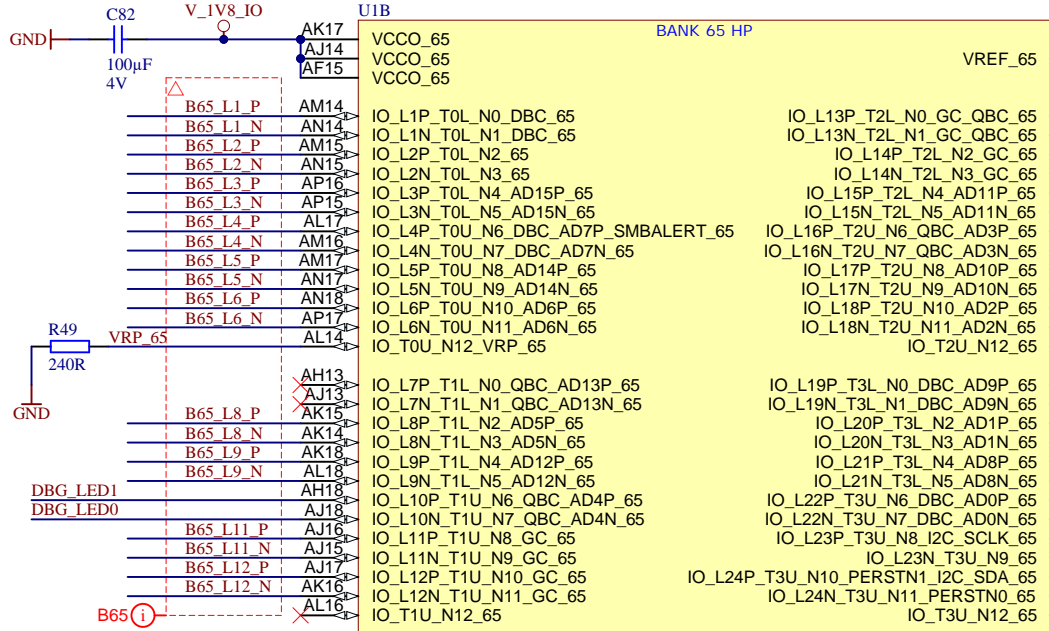 C82
V_1V8_IO
U1B
GND
100µF
4V
AK17
VCCO_65
BANK 65 HP
AJ14
VCCO_65
VREF_65
AF15
VCCO_65
B65_L1_P AM14 IO_L1P_T0L_N0_DBC_65 IO_L13P_T2L_N0_GC_QBC_65
B65_L1_N AN14 IO_L1N_T0L_N1_DBC_65 IO_L13N_T2L_N1_GC_QBC_65
B65_L2_P AM15 IO_L2P_T0L_N2_65 IO_L14P_T2L_N2_GC_65
B65_L2_N AN15 IO_L2N_T0L_N3_65 IO_L14N_T2L_N3_GC_65
B65_L3_P AP16 IO_L3P_T0L_N4_AD15P_65 IO_L15P_T2L_N4_AD11P_65
B65_L3_N AP15 IO_L3N_T0L_N5_AD15N_65 IO_L15N_T2L_N5_AD11N_65
B65_L4_P AL17 IO_L4P_T0U_N6_DBC_AD7P_SMBALERT_65 IO_L16P_T2U_N6_QBC_AD3P_65
B65_L4_N AM16 IO_L4N_T0U_N7_DBC_AD7N_65 IO_L16N_T2U_N7_QBC_AD3N_65
B65_L5_P AM17 IO_L5P_T0U_N8_AD14P_65 IO_L17P_T2U_N8_AD10P_65
B65_L5_N AN17 IO_L5N_T0U_N9_AD14N_65 IO_L17N_T2U_N9_AD10N_65
B65_L6_P AN18 IO_L6P_T0U_N10_AD6P_65 IO_L18P_T2U_N10_AD2P_65
B65_L6_N AP17 IO_L6N_T0U_N11_AD6N_65 IO_L18N_T2U_N11_AD2N_65
R49
VRP_65 AL14 IO_T0U_N12_VRP_65 IO_T2U_N12_65
240R
GND
AH13 IO_L7P_T1L_N0_QBC_AD13P_65 IO_L19P_T3L_N0_DBC_AD9P_65
AJ13 IO_L7N_T1L_N1_QBC_AD13N_65 IO_L19N_T3L_N1_DBC_AD9N_65
B65_L8_P AK15 IO_L8P_T1L_N2_AD5P_65 IO_L20P_T3L_N2_AD1P_65
B65_L8_N AK14 IO_L8N_T1L_N3_AD5N_65 IO_L20N_T3L_N3_AD1N_65
B65_L9_P AK18 IO_L9P_T1L_N4_AD12P_65 IO_L21P_T3L_N4_AD8P_65
B65_L9_N AL18 IO_L9N_T1L_N5_AD12N_65 IO_L21N_T3L_N5_AD8N_65
DBG_LED1 AH18 IO_L10P_T1U_N6_QBC_AD4P_65 IO_L22P_T3U_N6_DBC_AD0P_65
DBG_LED0 AJ18 IO_L10N_T1U_N7_QBC_AD4N_65 IO_L22N_T3U_N7_DBC_AD0N_65
B65_L11_P AJ16 IO_L11P_T1U_N8_GC_65 IO_L23P_T3U_N8_I2C_SCLK_65
B65_L11_N AJ15 IO_L11N_T1U_N9_GC_65 IO_L23N_T3U_N9_65
B65_L12_P AJ17 IO_L12P_T1U_N10_GC_65 IO_L24P_T3U_N10_PERSTN1_I2C_SDA_65
B65_L12_N AK16 IO_L12N_T1U_N11_GC_65 IO_L24N_T3U_N11_PERSTN0_65
B65 i AL16 IO_T1U_N12_65 IO_T3U_N12_65